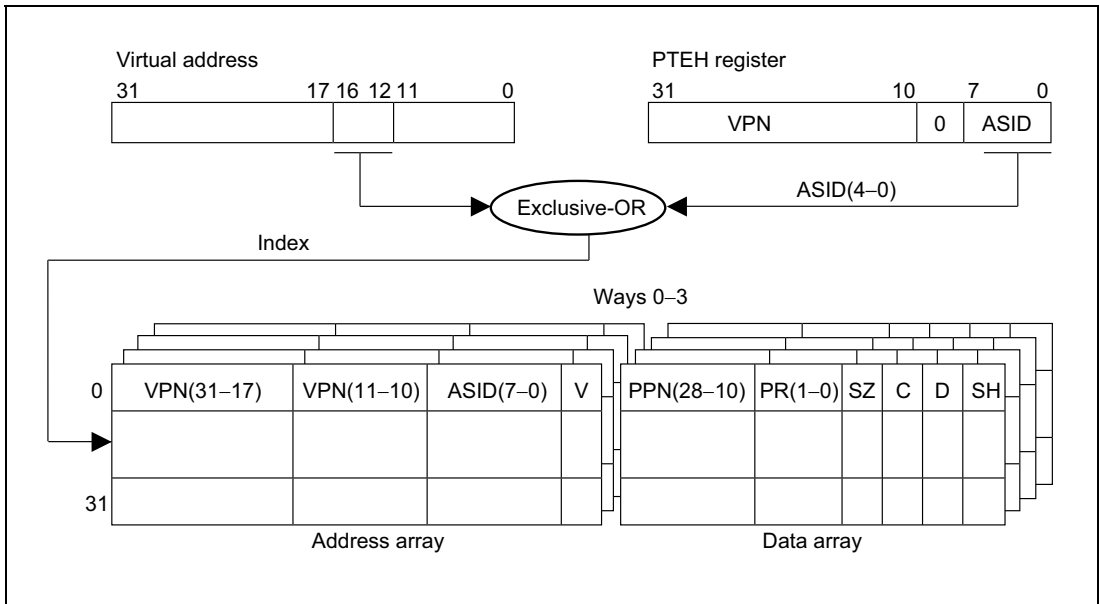 Virtual address PTEH register
31 17 16 12 11 0 31 10 7 0
VPN 0 ASID
ASID(4–0)
Exclusive-OR
Index
Ways 0–3
0 VPN(31–17) VPN(11–10) ASID(7–0) V PPN(28–10) PR(1–0) SZ C D SH
31
Address array Data array